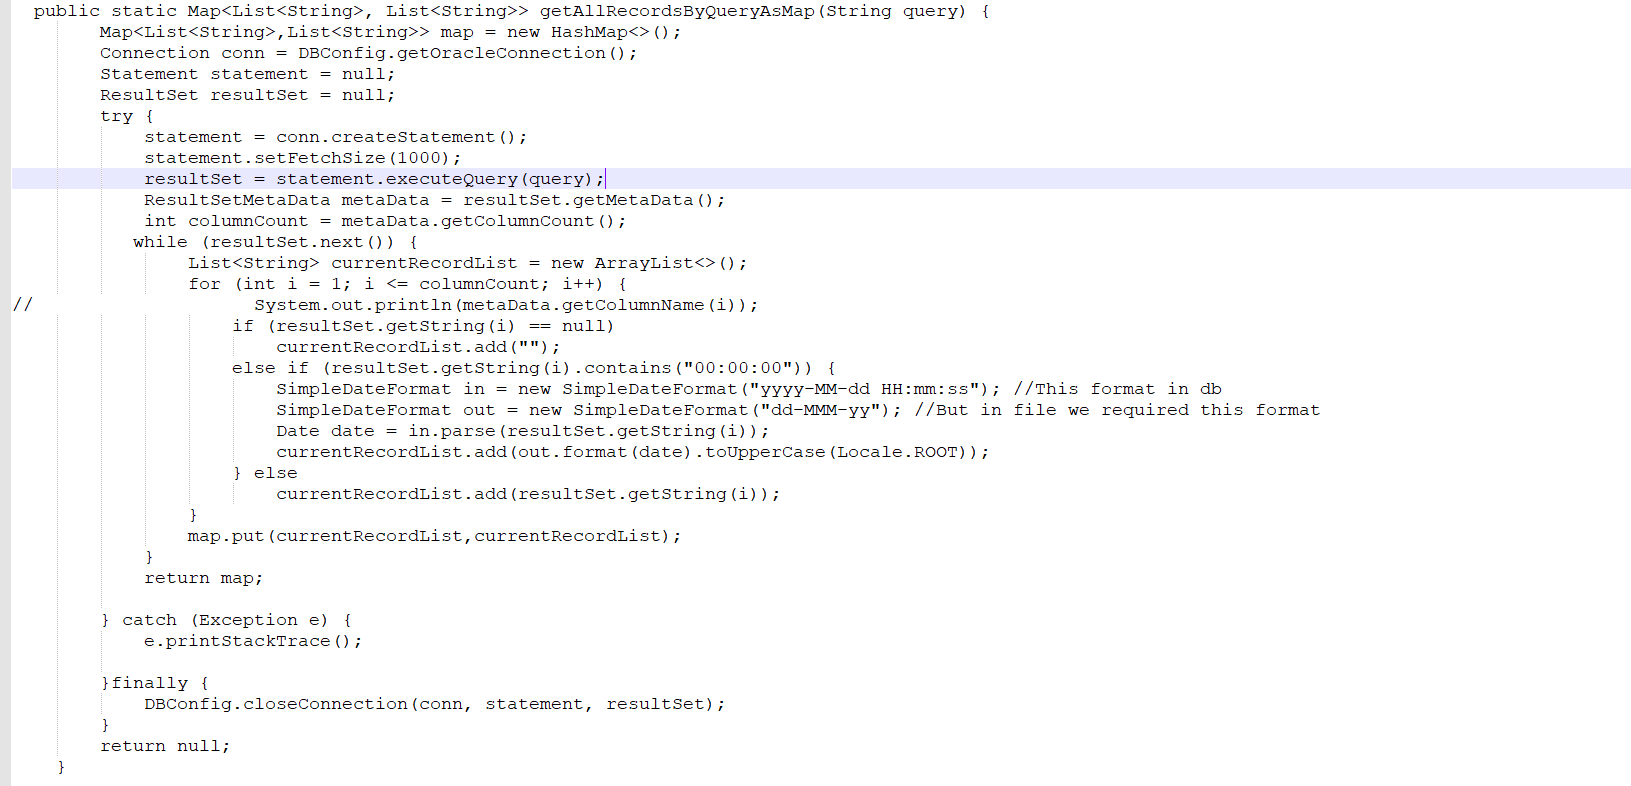 public static Map<List<String>, List<String>> getAllRecordsByQueryAsMap(String query) {
Map<List<String>,List<String>> map = new HashMap<>();
Connection conn = DBConfig.getOracleConnection();
Statement statement = null;
ResultSet resultSet = null;
try {
statement = conn.createStatement();
statement.setFetchSize(1000);
resultSet = statement.executeQuery(query);
ResultSetMetaData metaData = resultSet.getMetaData();
int columnCount = metaData.getColumnCount();
while (resultSet.next()) {
List<String> currentRecordList = new ArrayList<>();
for (int i = 1; i <= columnCount; i++) {
// System.out.println(metaData.getColumnName(i));
if (resultSet.getString(i) == null)
currentRecordList.add("");
else if (resultSet.getString(i).contains("00:00:00")) {
SimpleDateFormat in = new SimpleDateFormat("yyyy-MM-dd HH:mm:ss"); //This format in db
SimpleDateFormat out = new SimpleDateFormat("dd-MMM-yy"); //But in file we required this format
Date date = in.parse(resultSet.getString(i));
currentRecordList.add(out.format(date).toUpperCase(Locale.ROOT));
} else
currentRecordList.add(resultSet.getString(i));
}
map.put(currentRecordList,currentRecordList);
}
return map;
} catch (Exception e) {
e.printStackTrace();
}finally {
DBConfig.closeConnection(conn, statement, resultSet);
}
return null;
}